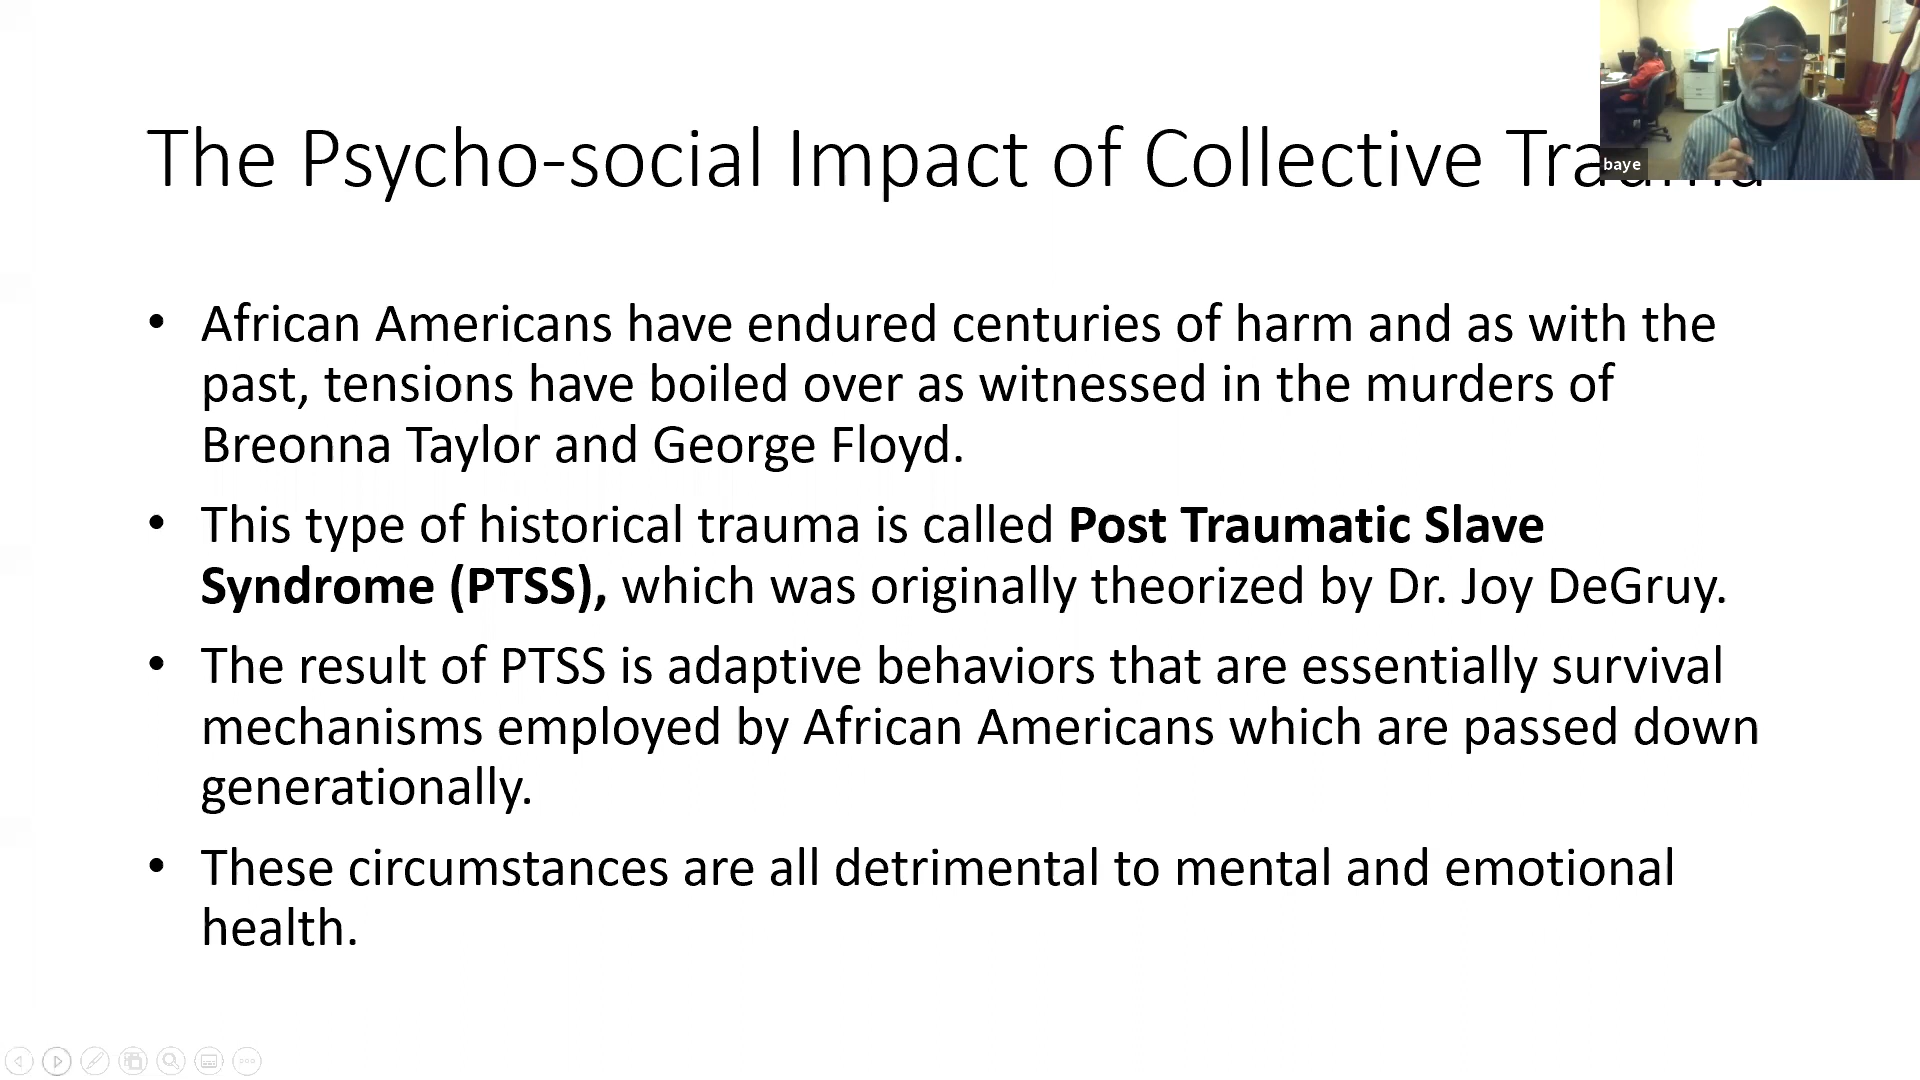 The Psycho-social Impact of Collective
baye
• African Americans have endured centuries of harm and as with the
past, tensions have boiled over as witnessed in the murders of
Breonna Taylor and George Floyd.
• This type of historical trauma is called Post Traumatic Slave
Syndrome (PTSS), which was originally theorized by Dr. Joy DeGruy.
• The result of PTSS is adaptive behaviors that are essentially survival
mechanisms employed by African Americans which are passed down
generationally.
• These circumstances are all detrimental to mental and emotional
health.